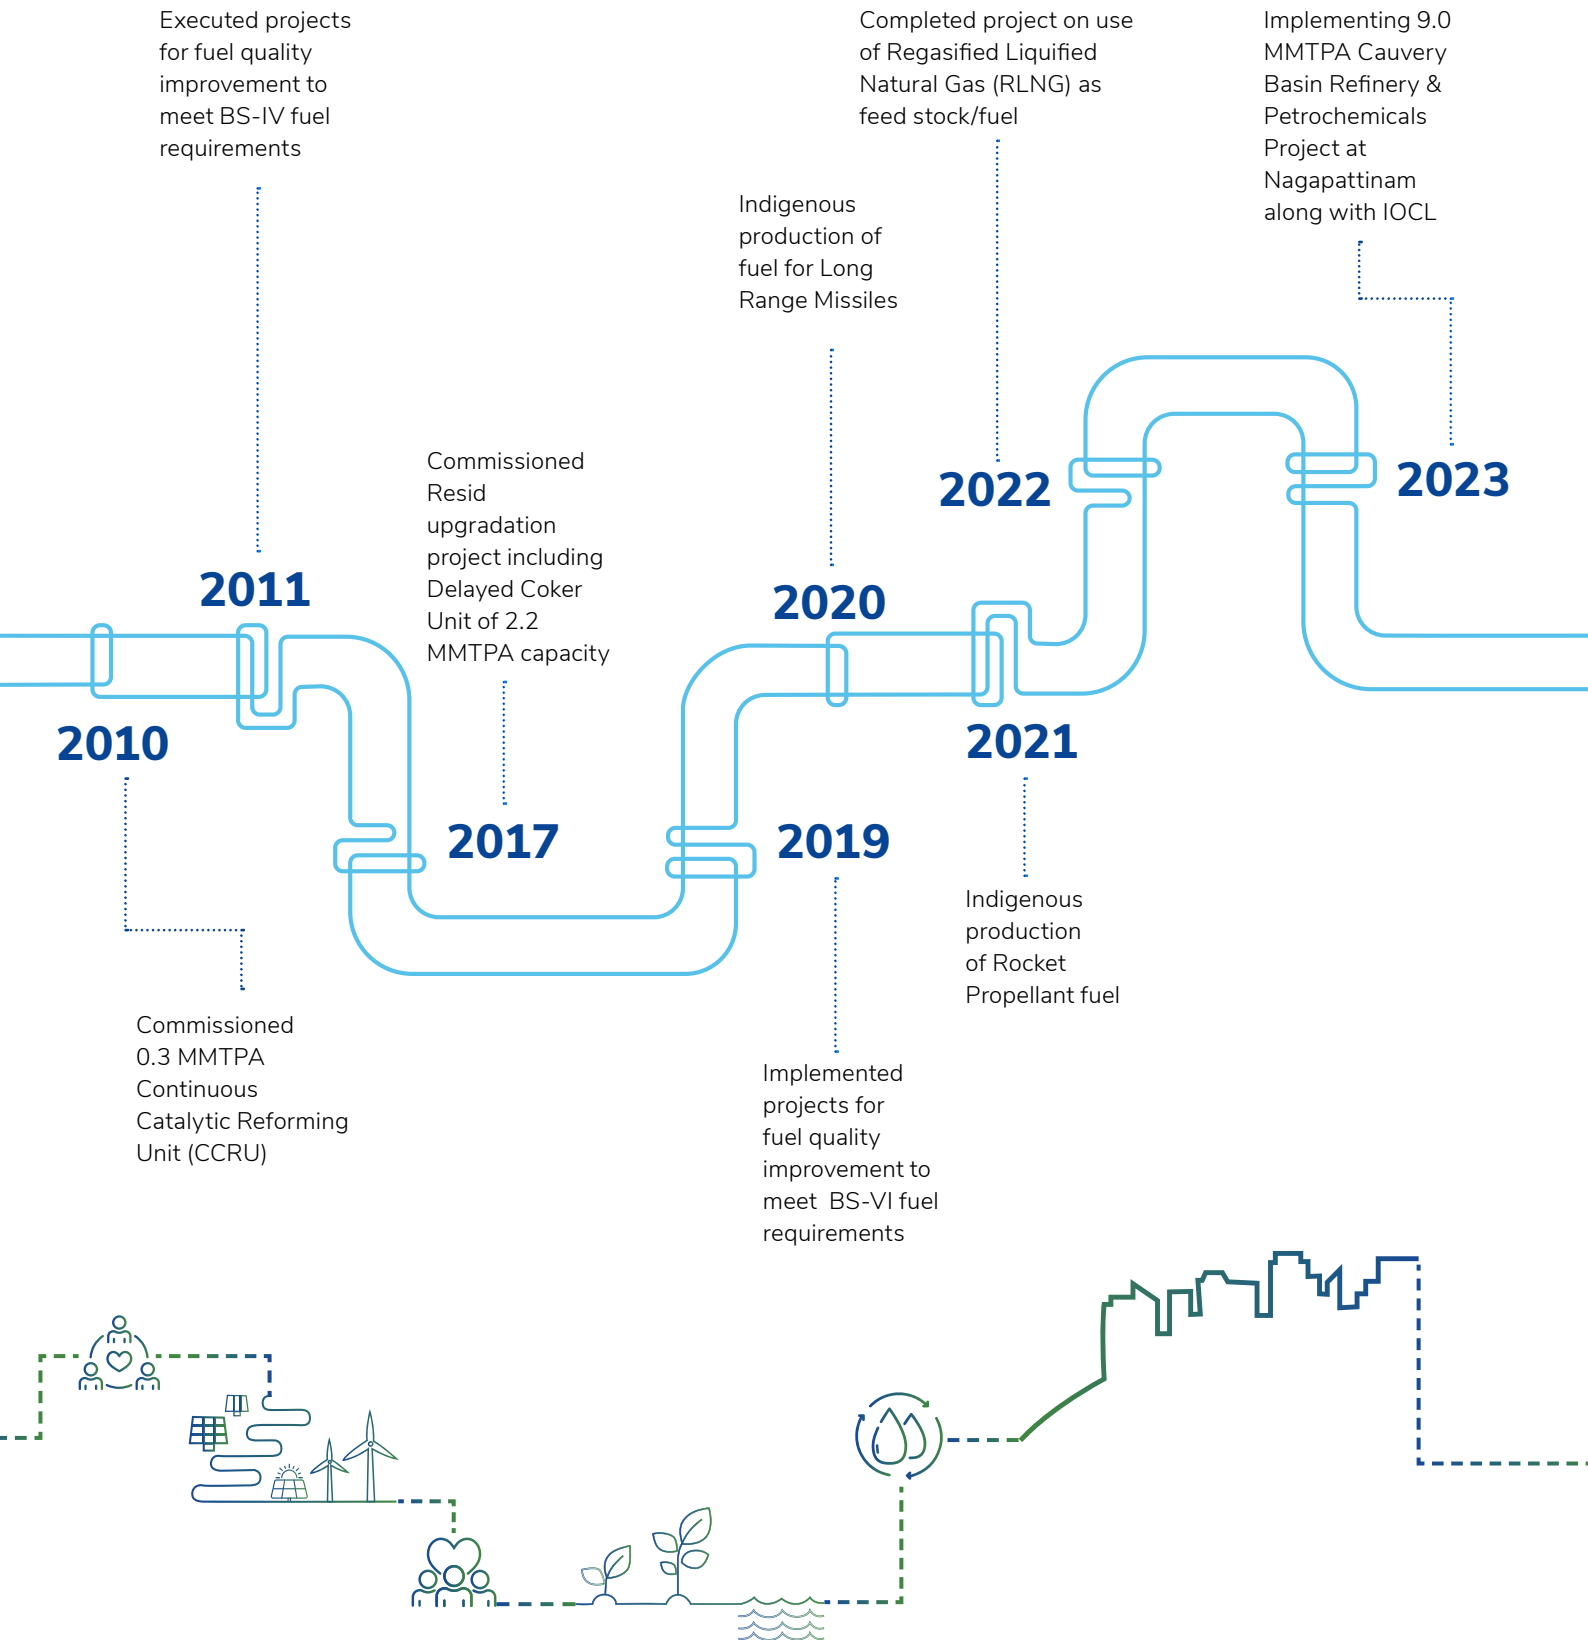 Executed projects
for fuel quality
improvement to
meet BS-IV fuel
requirements
2011
2010
Commissioned
0.3 MMTPA
Continuous
Catalytic Reforming
Unit (CCRU)
Commissioned
Resid
upgradation
project including
Delayed Coker
Unit of 2.2
MMTPA capacity
2017
Indigenous
production of
fuel for Long
Range Missiles
2020
2019
Implemented
projects for
fuel quality
improvement to
meet  BS-VI fuel
requirements
Completed project on use
of Regasified Liquified
Natural Gas (RLNG) as
feed stock/fuel
2022
2021
Indigenous
production
of Rocket
Propellant fuel
Implementing 9.0
MMTPA Cauvery
Basin Refinery &
Petrochemicals
Project at
Nagapattinam
along with IOCL
2023